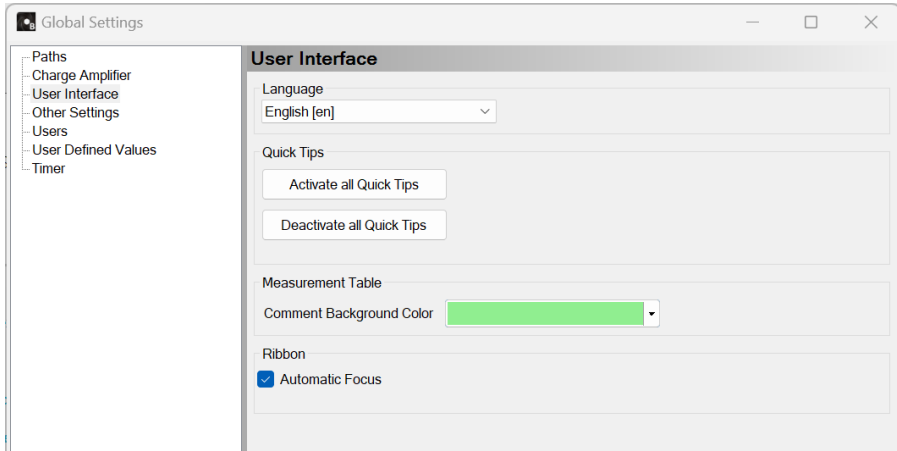 Global Settings
Paths
Charge Amplifier
User Interface
Other Settings
Users
User Defined Values
Timer
User Interface
Language
English [en]
Quick Tips
Activate all Quick Tips
Deactivate all Quick Tips
Measurement Table
Comment Background Color
Ribbon
Automatic Focus